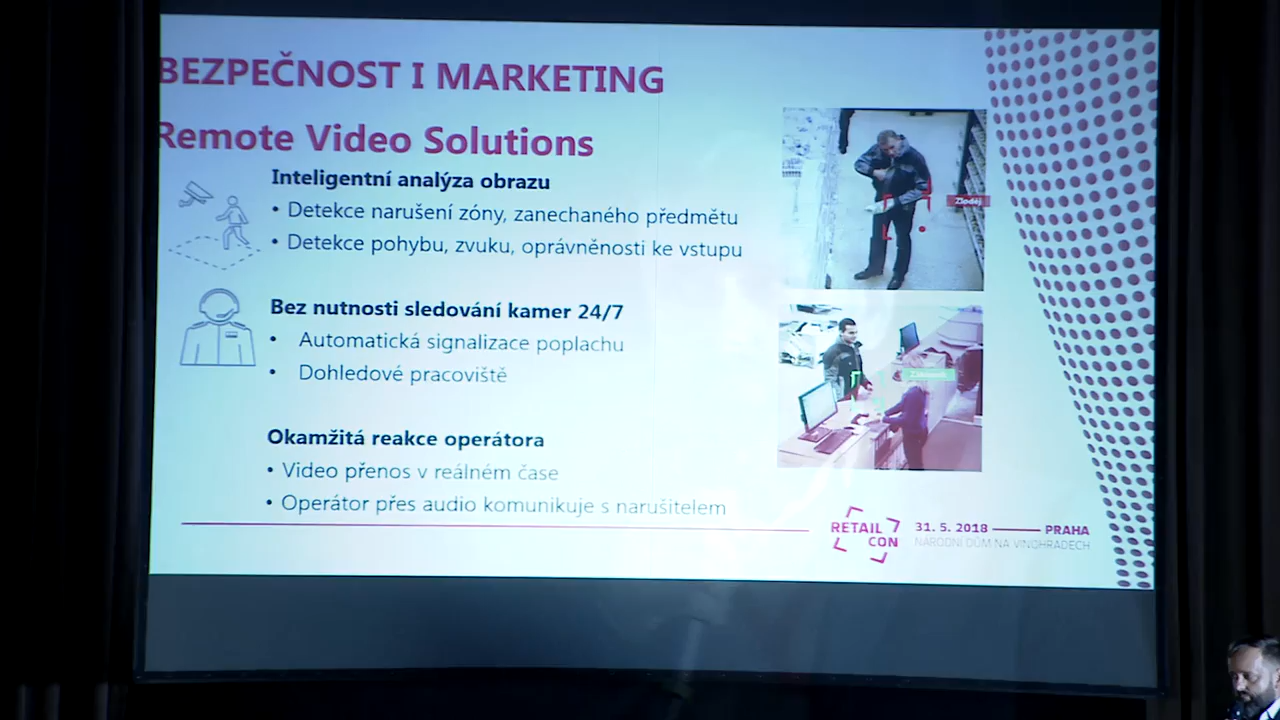 BEZPEČNOST I MARKETING
Remote Video Solutions
Inteligentní analýza obrazu
• Detekce narušení zóny, zanechaného předmětu
• Detekce pohybu, zvuku, oprávněnosti ke vstupu
Bez nutnosti sledování kamer 24/7
• Automatická signalizace poplachu
• Dohledové pracoviště
Okamžitá reakce operátora
• Video přenos v reálném čase
• Operátor přes audio komunikuje s narušitelem
Zloděj
RETAIL
CON
31. 5. 2018 PRAHA
NÁRODNÍ DŮM NA VINOHRADECH